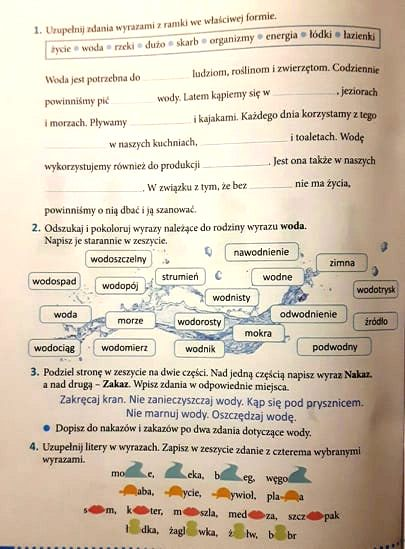 1. Uzupełnij zdania wyrazami z ramki we właściwej formie.
życie • woda • rzeki • dużo • skarb • organizmy • energia • łódki • łazienki
Woda jest potrzebna do ludziom, roślinom i zwierzętom. Codziennie
powinniśmy pić wody. Latem kąpiemy się w , jeziorach
i morzach. Pływamy i kajakami. Każdego dnia korzystamy z tego
w naszych kuchniach, i toaletach. Wodę
wykorzystujemy również do produkcji . Jest ona także w naszych
. W związku z tym, że bez nie ma życia,
powinniśmy o nią dbać i ją szanować.
2. Odszukaj i pokoloruj wyrazy należące do rodziny wyrazu woda.
Napisz je starannie w zeszycie.
wodoszczelny nawodnienie zimna
wodospad wodopój strumień wodne wodotrysk
woda morze wodnisty wodorosty odwodnienie źródło
wodociąg wodomierz wodnik mokra podwodny
3. Podziel stronę w zeszycie na dwie części. Nad jedną częścią napisz wyraz Nakaz,
a nad drugą – Zakaz. Wpisz zdania w odpowiednie miejsca.
Zakręcaj kran. Nie zanieczyszczaj wody. Kąp się pod prysznicem.
Nie marnuj wody. Oszczędzaj wodę.
• Dopisz do nakazów i zakazów po dwa zdania dotyczące wody.
4. Uzupełnij litery w wyrazach. Zapisz w zeszycie zdanie z czterema wybranymi
wyrazami.
mo e, eka, b eg, węgo
aba, ycie, ywioł, pla a
s m, k ter, m szla, med za, szcz pak
ł dka, żagl wka, ż łw, b br